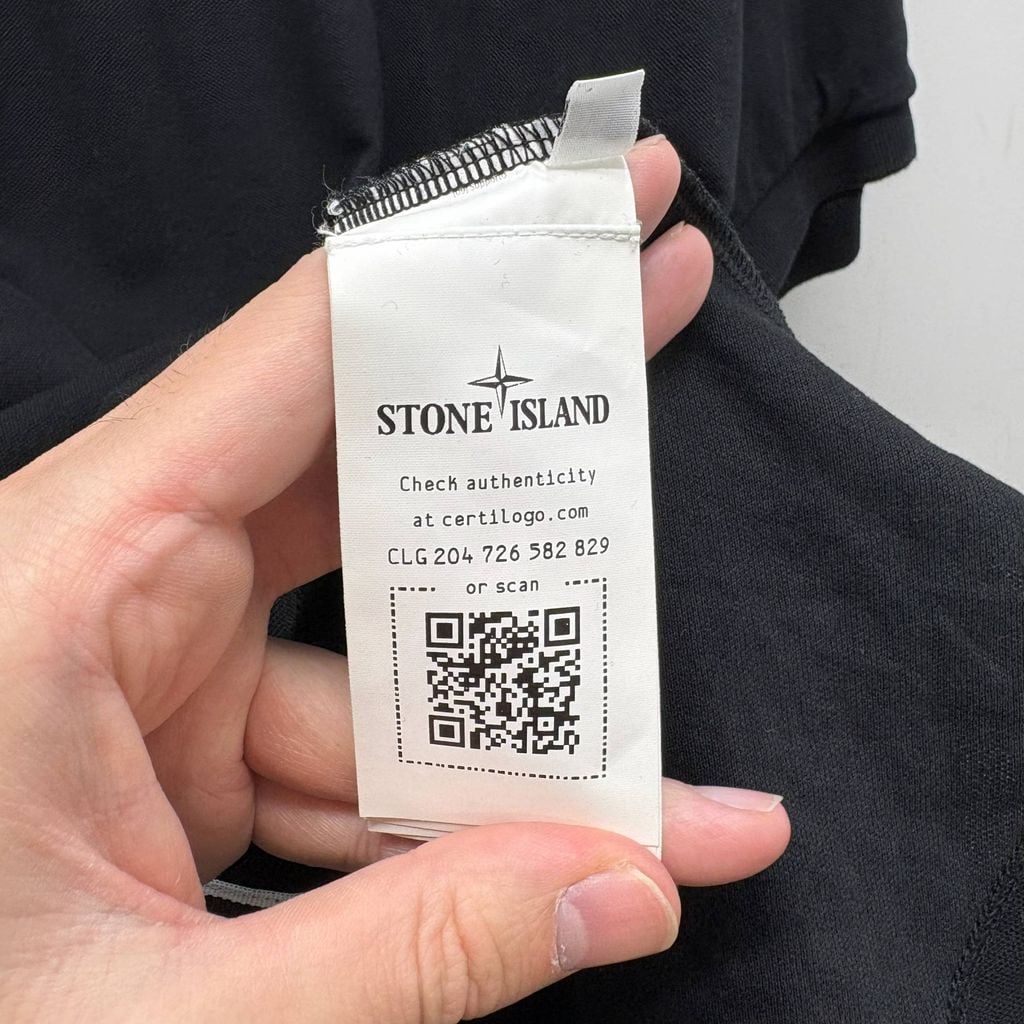 STONE ISLAND
Check authenticity
at certilogo.com
CLG 204 726 582 829
or scan